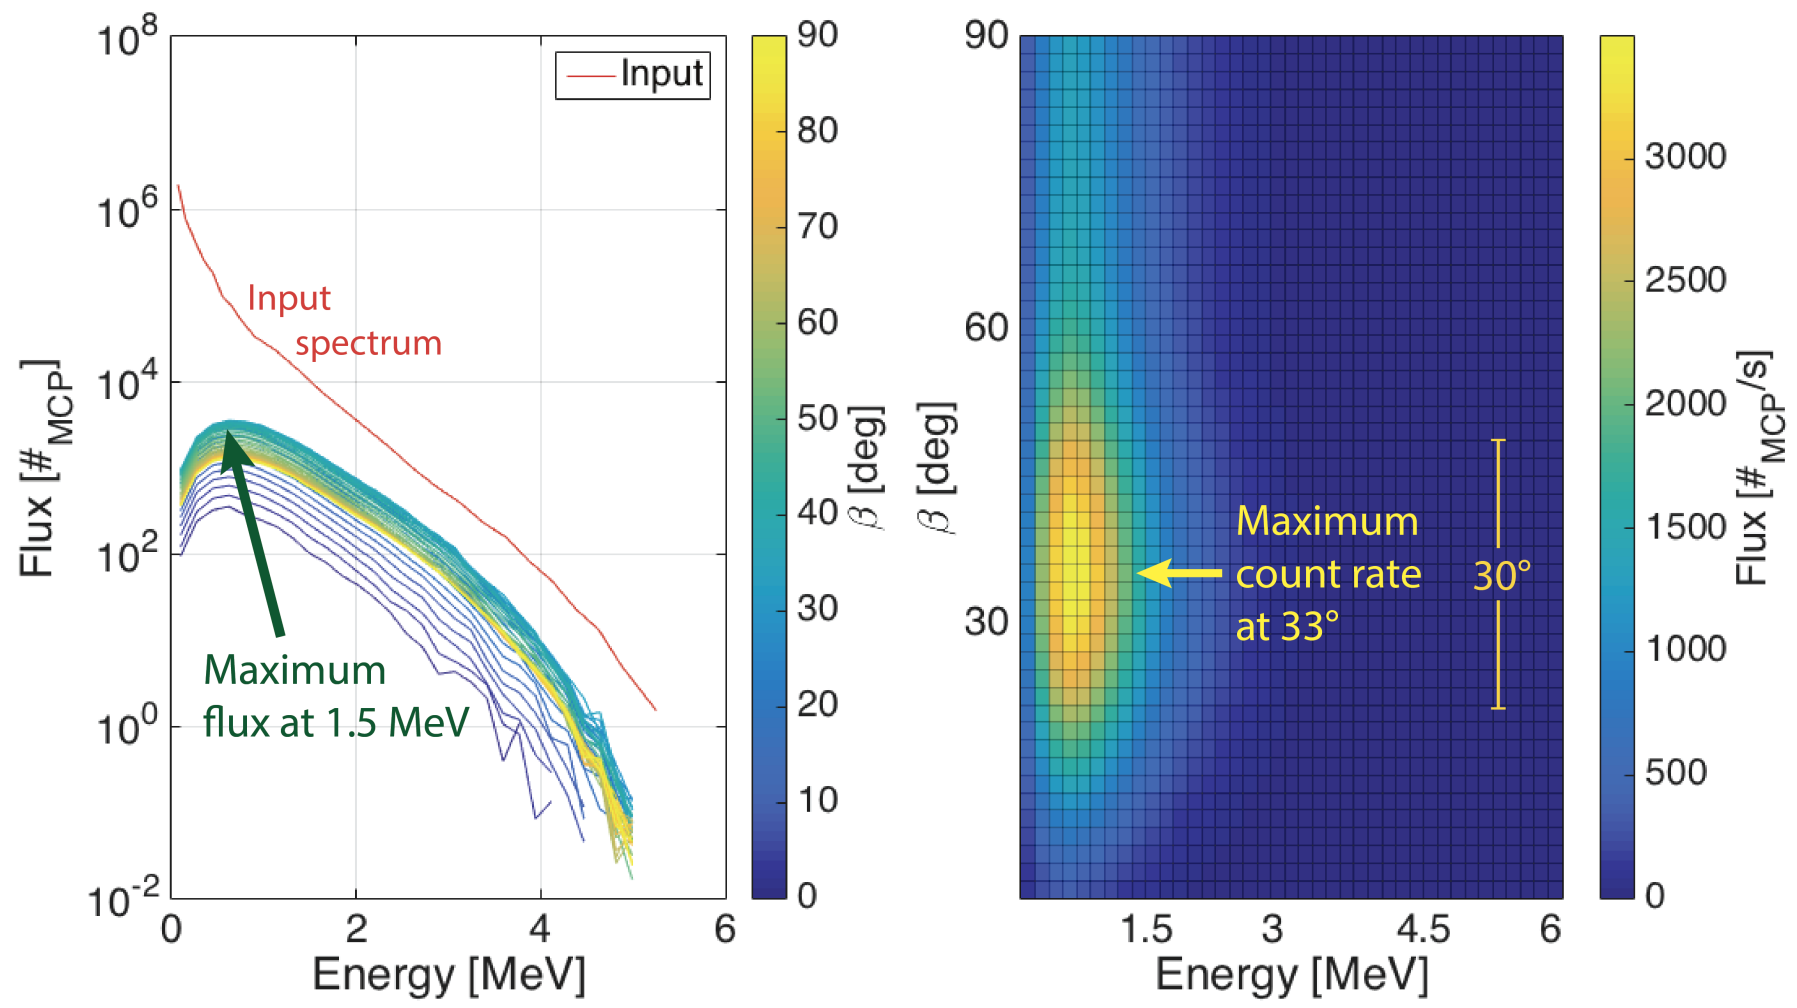 10^8
10^6
10^4
10^2
10^0
10^-2
0
2
4
6
Flux [#_MCP]
Energy [MeV]
Input
Input
spectrum
Maximum
flux at 1.5 MeV
90
80
70
60
50
40
30
20
10
0
β [deg]
90
60
30
β [deg]
1.5
3
4.5
6
Energy [MeV]
Maximum
count rate
at 33°
30°
3000
2500
2000
1500
1000
500
0
Flux [#_MCP/s]